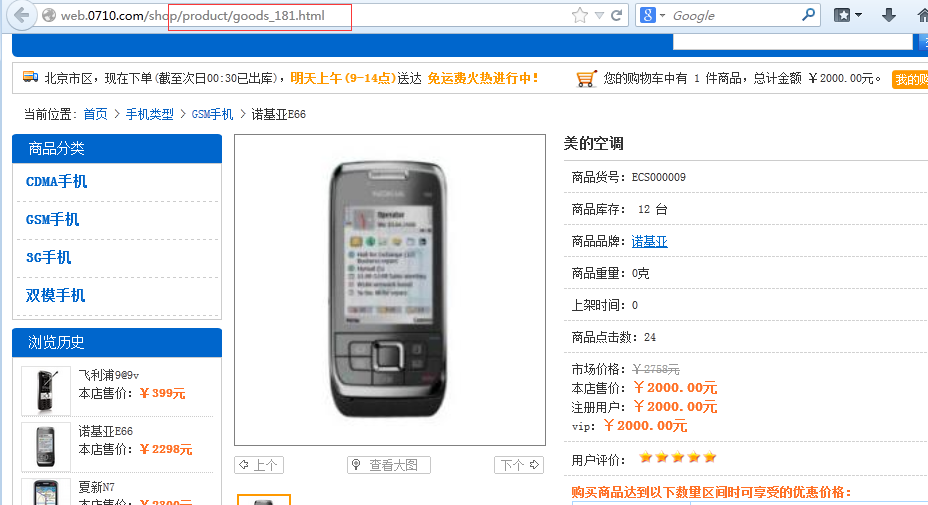 web.0710.com/shop/product/goods_181.html
Google
北京市区，现在下单(截至次日00:30已出库)，明天上午(9-14点)送达 免运费火热进行中！
您的购物车中有 1 件商品，总计金额 ￥2000.00元。
我的购
当前位置: 首页 > 手机类型 > GSM手机 > 诺基亚E66
商品分类
CDMA手机
GSM手机
3G手机
双模手机
浏览历史
飞利浦9@9v
本店售价：￥399元
诺基亚E66
本店售价：￥2298元
夏新N7
本店售价：￥2300元
NOKIA
Operator
上个
查看大图
下个
美的空调
商品货号：ECS000009
商品库存： 12 台
商品品牌：诺基亚
商品重量：0克
上架时间：0
商品点击数：24
市场价格：￥2758元
本店售价：￥2000.00元
注册用户：￥2000.00元
vip：￥2000.00元
用户评价：
购买商品达到以下数量区间时可享受的优惠价格：